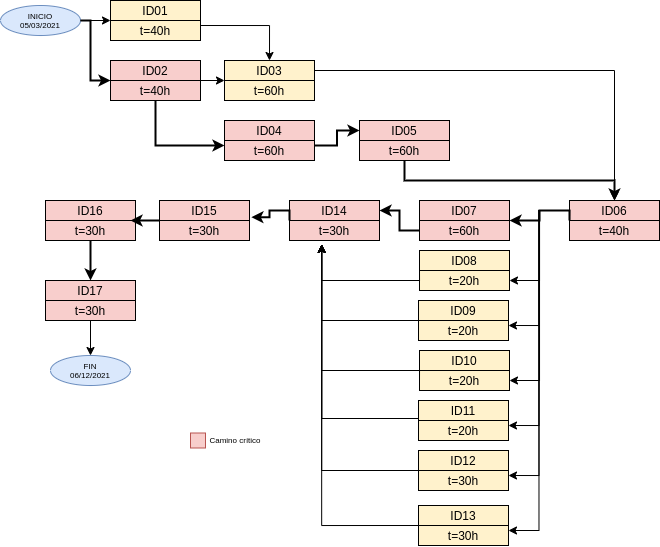 INICIO
05/03/2021
ID01
t=40h
ID02
t=40h
ID03
t=60h
ID04
t=60h
ID05
t=60h
ID16
t=30h
ID15
t=30h
ID14
t=30h
ID07
t=60h
ID06
t=40h
ID17
t=30h
ID08
t=20h
ID09
t=20h
FIN
06/12/2021
ID10
t=20h
ID11
t=20h
Camino crítico
ID12
t=30h
ID13
t=30h